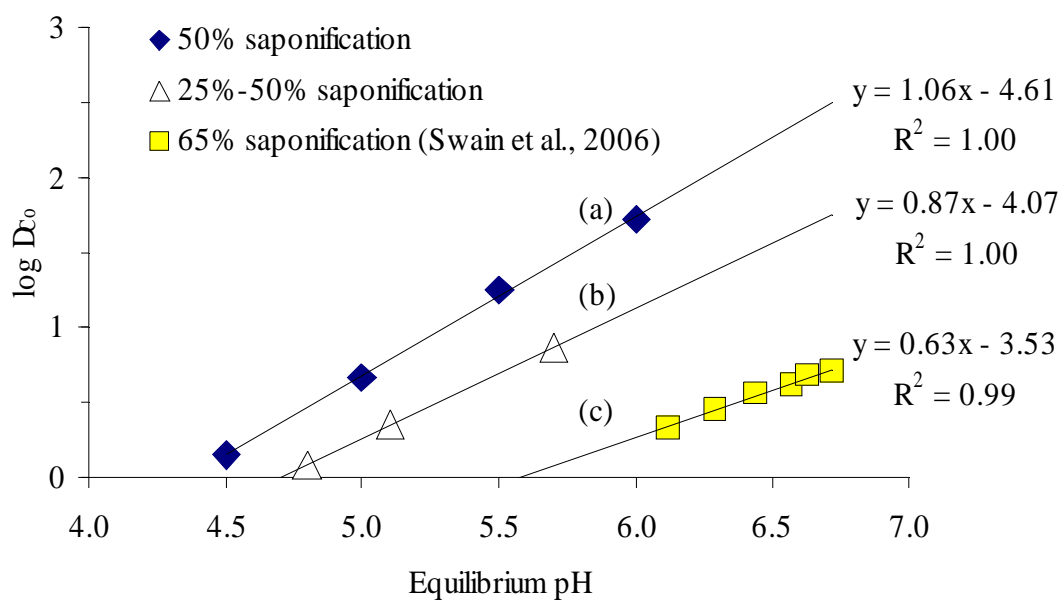 3
2
1
0
log DCo
50% saponification
25%-50% saponification
65% saponification (Swain et al., 2006)
y = 1.06x - 4.61
R² = 1.00
(a)
y = 0.87x - 4.07
R² = 1.00
(b)
y = 0.63x - 3.53
R² = 0.99
(c)
4.0 4.5 5.0 5.5 6.0 6.5 7.0
Equilibrium pH